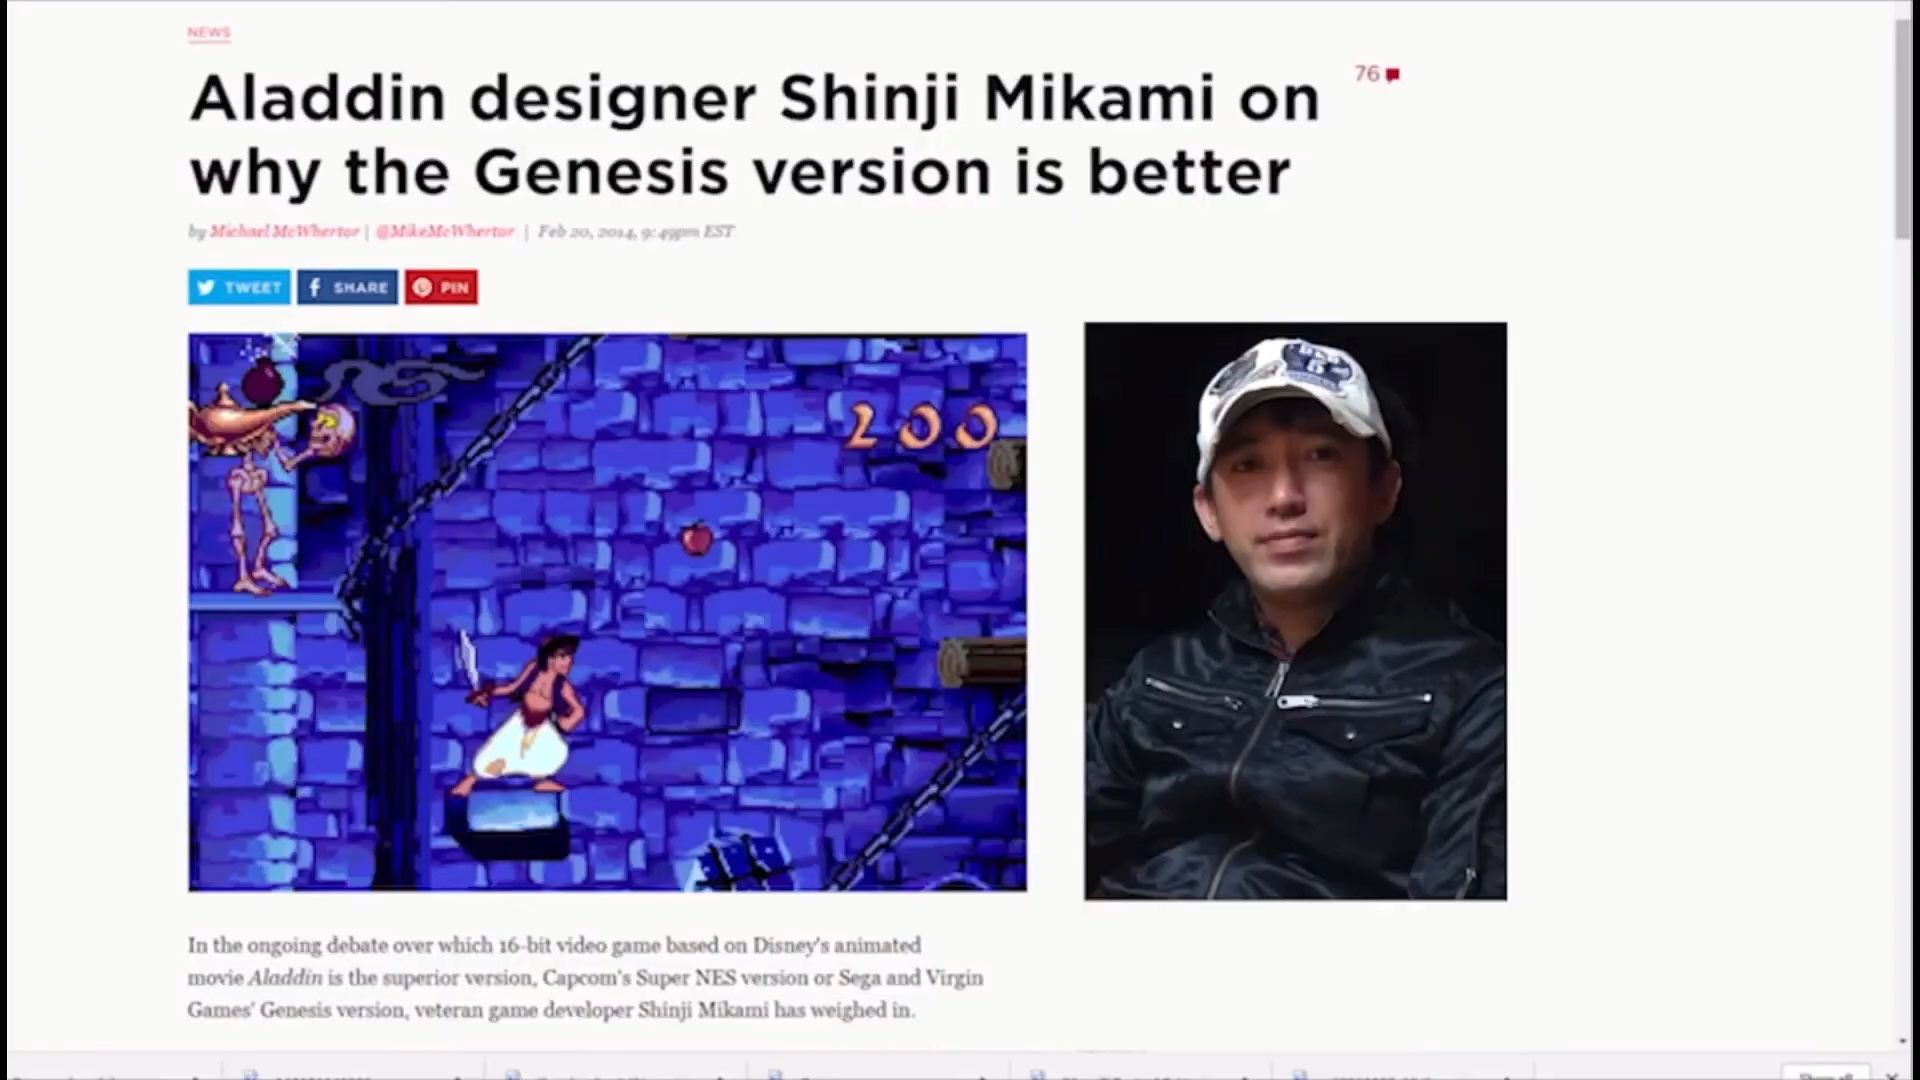 NEWS
Aladdin designer Shinji Mikami on
76
why the Genesis version is better
by Michael McWhertor | @MikeMcWhertor | Feb 20, 2014, 9:49pm EST
TWEET SHARE PIN
200
In the ongoing debate over which 16-bit video game based on Disney's animated
movie Aladdin is the superior version, Capcom's Super NES version or Sega and Virgin
Games' Genesis version, veteran game developer Shinji Mikami has weighed in.